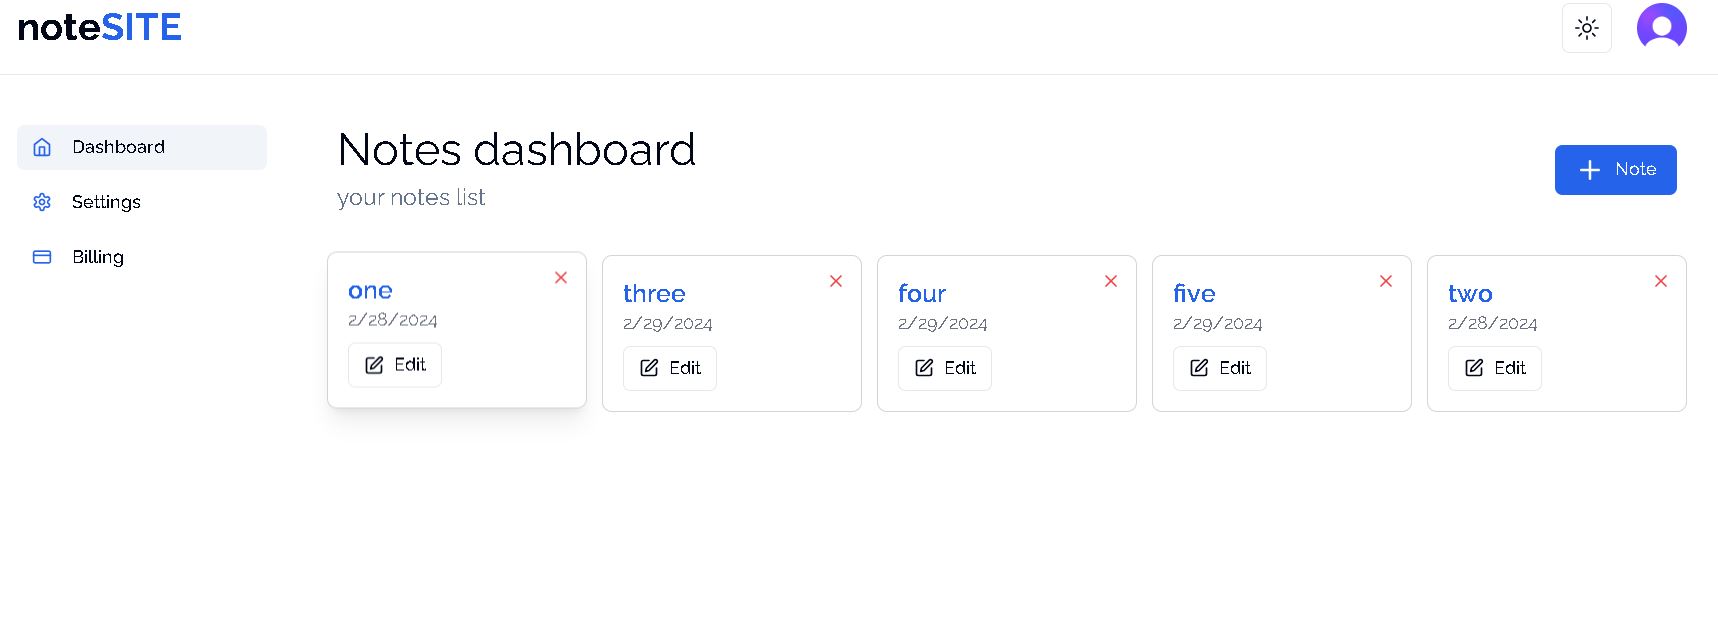 noteSITE
Dashboard
Settings
Billing
Notes dashboard
your notes list
Note
one
2/28/2024
Edit
three
2/29/2024
Edit
four
2/29/2024
Edit
five
2/29/2024
Edit
two
2/28/2024
Edit